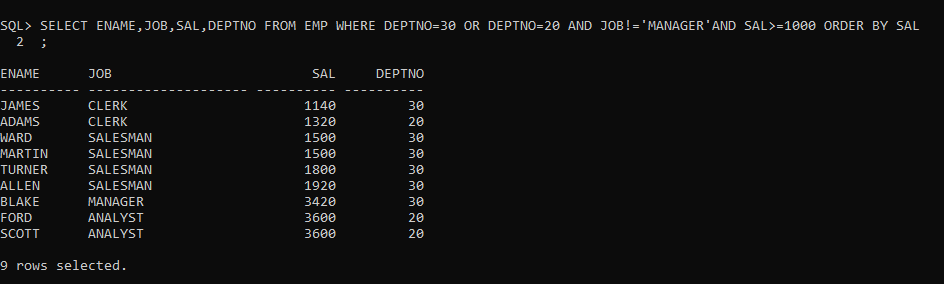 SQL> SELECT ENAME,JOB,SAL,DEPTNO FROM EMP WHERE DEPTNO=30 OR DEPTNO=20 AND JOB!='MANAGER'AND SAL>=1000 ORDER BY SAL
  2  ;
ENAME      JOB                         SAL     DEPTNO
---------- -------------------- ---------- ----------
JAMES      CLERK                      1140         30
ADAMS      CLERK                      1320         20
WARD       SALESMAN                   1500         30
MARTIN     SALESMAN                   1500         30
TURNER     SALESMAN                   1800         30
ALLEN      SALESMAN                   1920         30
BLAKE      MANAGER                    3420         30
FORD       ANALYST                    3600         20
SCOTT      ANALYST                    3600         20
9 rows selected.